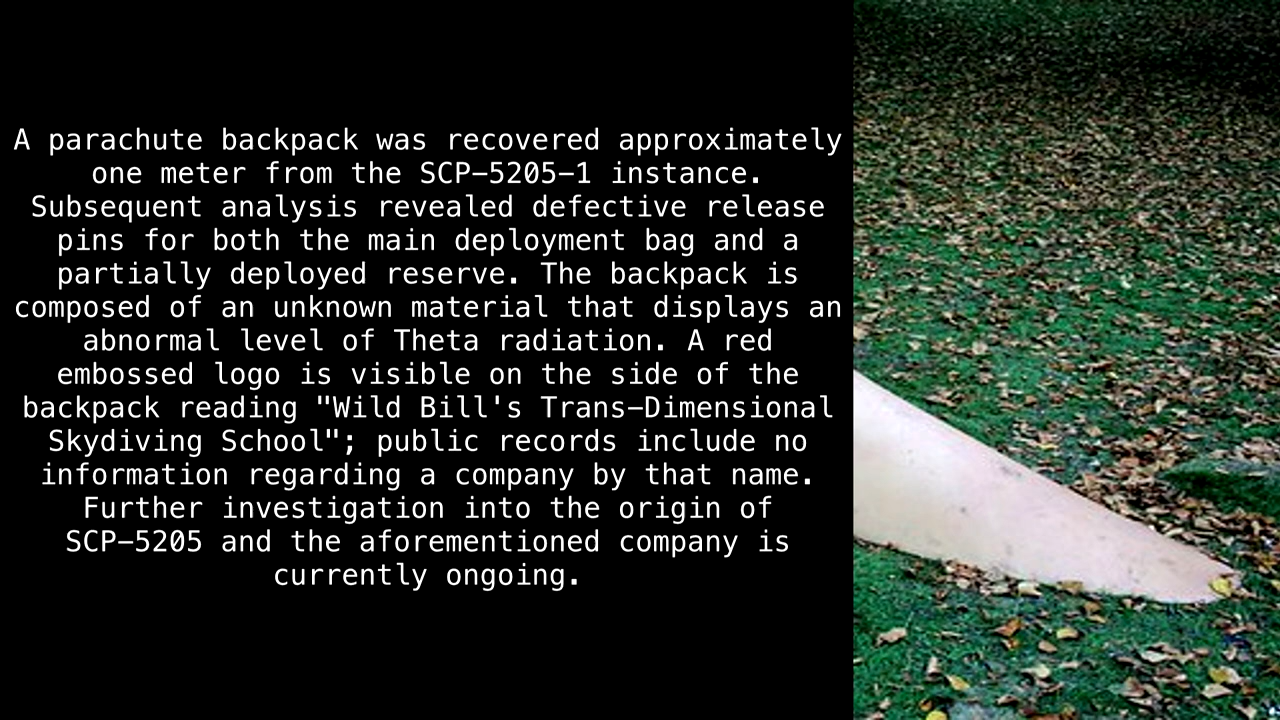 A parachute backpack was recovered approximately
one meter from the SCP-5205-1 instance.
Subsequent analysis revealed defective release
pins for both the main deployment bag and a
partially deployed reserve. The backpack is
composed of an unknown material that displays an
abnormal level of Theta radiation. A red
embossed logo is visible on the side of the
backpack reading "Wild Bill's Trans-Dimensional
Skydiving School"; public records include no
information regarding a company by that name.
Further investigation into the origin of
SCP-5205 and the aforementioned company is
currently ongoing.